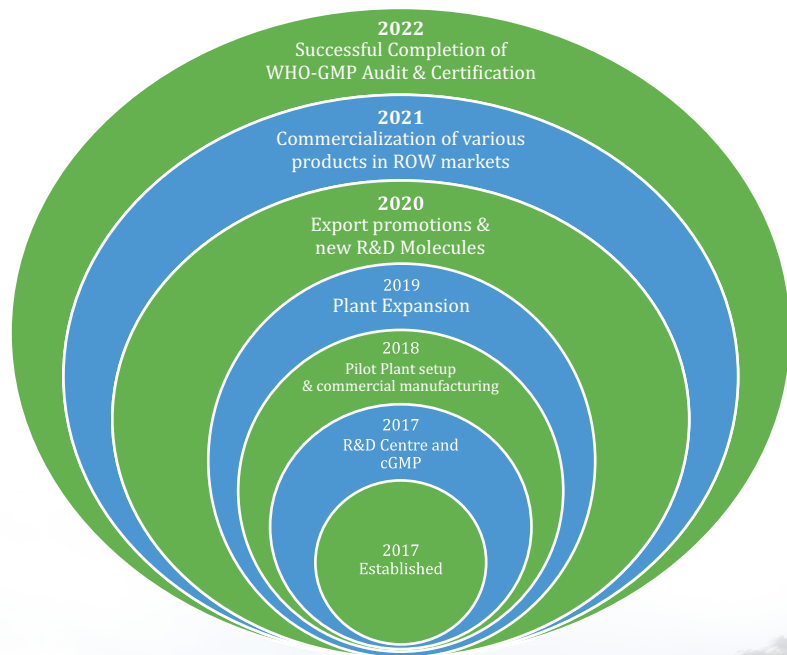 2022
Successful Completion of
WHO-GMP Audit & Certification
2021
Commercialization of various
products in ROW markets
2020
Export promotions &
new R&D Molecules
2019
Plant Expansion
2018
Pilot Plant setup
& commercial manufacturing
2017
R&D Centre and
cGMP
2017
Established